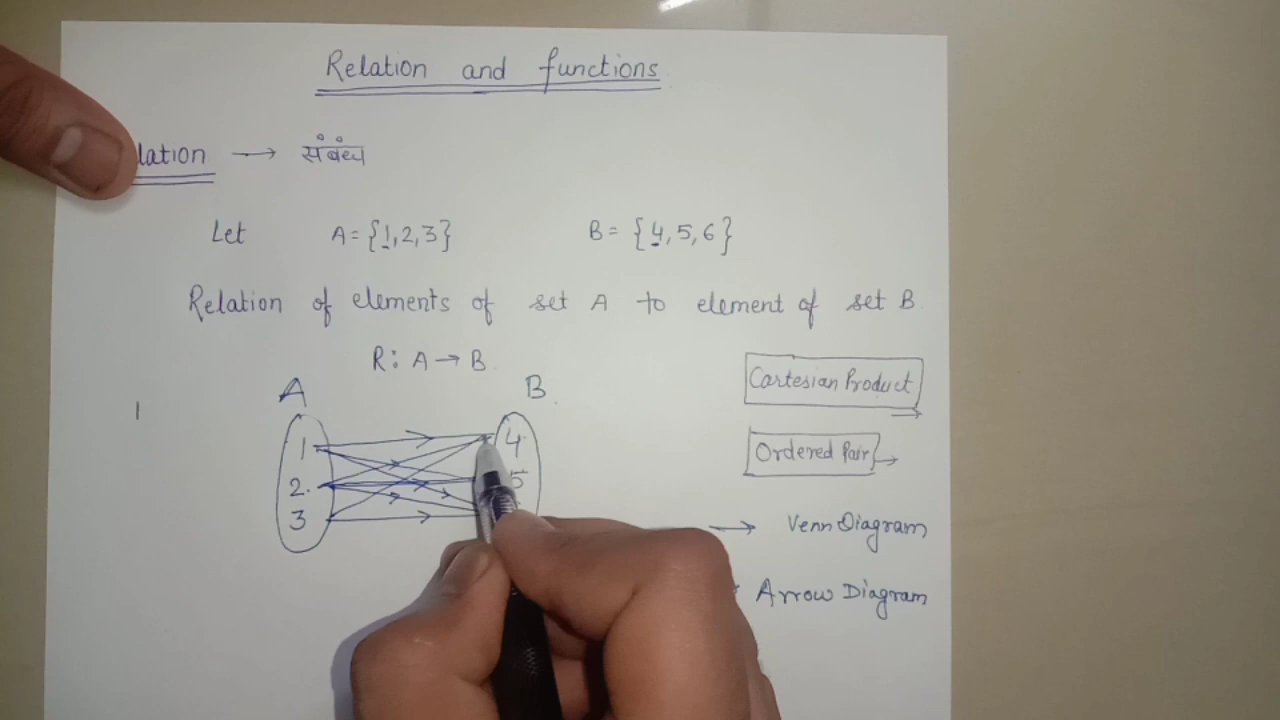 Relation and functions
lation → संबंध
Let A = {1,2,3} B = {4,5,6}
Relation of elements of set A to element of set B
R: A → B
Cartesian Product →
Ordered Pair →
→ Venn Diagram
Arrow Diagram
A B
1 4
2. 5
3
1